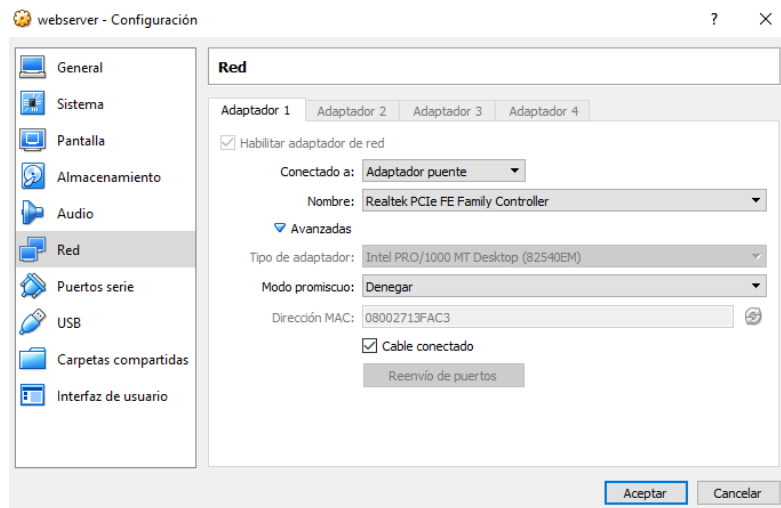 webserver - Configuración
?
General
Sistema
Pantalla
Almacenamiento
Audio
Red
Puertos serie
USB
Carpetas compartidas
Interfaz de usuario
Red
Adaptador 1 Adaptador 2 Adaptador 3 Adaptador 4
Habilitar adaptador de red
Conectado a: Adaptador puente
Nombre: Realtek PCIe FE Family Controller
Avanzadas
Tipo de adaptador: Intel PRO/1000 MT Desktop (82540EM)
Modo promiscuo: Denegar
Dirección MAC: 08002713FAC3
Cable conectado
Reenvío de puertos
Aceptar Cancelar